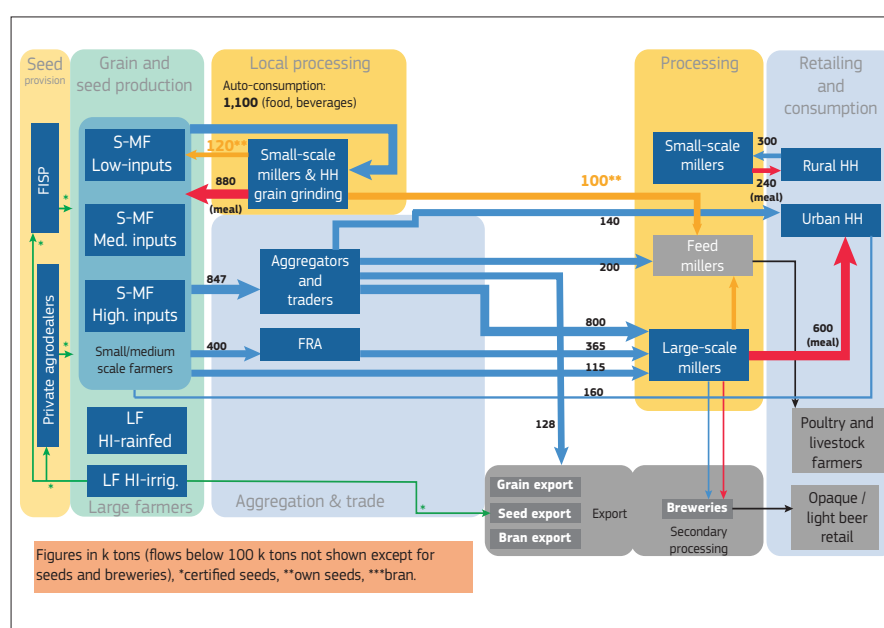 Seed
provision
Grain and
seed production
Local processing
Auto-consumption:
1,100 (food, beverages)
Processing
Retailing
and
consumption
FISP
S-MF
Low-inputs
120**
880
(meal)
Small-scale
millers & HH
grain grinding
100**
Small-scale
millers
300
240
(meal)
Rural HH
S-MF
Med. inputs
140
Urban HH
Aggregators
and
traders
200
Feed
millers
S-MF
High. inputs
847
800
600
(meal)
Private agrodealers
Small/medium
scale farmers
400
FRA
365
115
Large-scale
millers
160
LF
HI-rainfed
128
Poultry and
livestock
farmers
LF HI-irrig.
Large farmers
Aggregation & trade
Grain export
Seed export
Bran export
Export
Breweries
Secondary
processing
Opaque /
light beer
retail
*
*
*
*
*
Figures in k tons (flows below 100 k tons not shown except for
seeds and breweries), *certified seeds, **own seeds, ***bran.